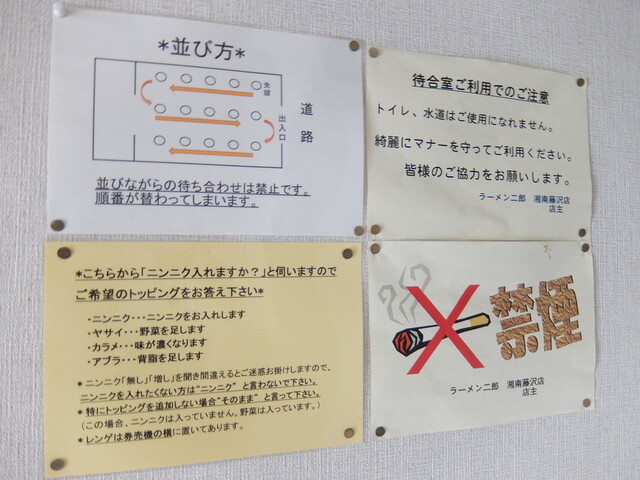 *並び方*
先頭
出入口
道路
並びながらの待ち合わせは禁止です。
順番が替わってしまいます。
待合室ご利用でのご注意
トイレ、水道はご使用になれません。
綺麗にマナーを守ってご利用ください。
皆様のご協力をお願いします。
ラーメン二郎 湘南藤沢店
店主
*こちらから「ニンニク入れますか?」と伺いますので
ご希望のトッピングをお答え下さい*
・ニンニク・・・ニンニクをお入れします
・ヤサイ・・・野菜を足します
・カラメ・・・味が濃くなります
・アブラ・・・背脂を足します
*ニンニク「無し」「増し」を聞き間違えるとご迷惑お掛けしますので、
ニンニクを入れたくない方は"ニンニク"と言わないで下さい。
*特にトッピングを追加しない場合"そのまま"と言って下さい。
(この場合、ニンニクは入っていません。野菜は入っています。)
*レンゲは券売機の横に置いてあります。
喫煙
禁止
ラーメン二郎 湘南藤沢店
店主